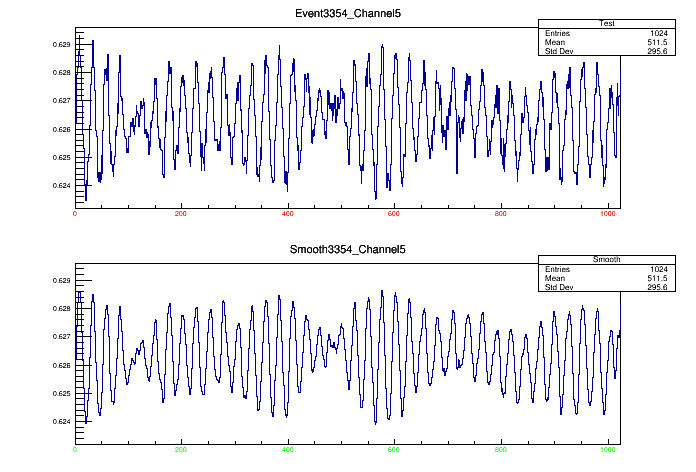 Event3354_Channel5
Test
Entries 1024
Mean 511.5
Std Dev 295.6
0.629
0.628
0.627
0.626
0.625
0.624
0 200 400 600 800 1000
Smooth3354_Channel5
Smooth
Entries 1024
Mean 511.5
Std Dev 295.6
0.629
0.628
0.627
0.626
0.625
0.624
0 200 400 600 800 1000